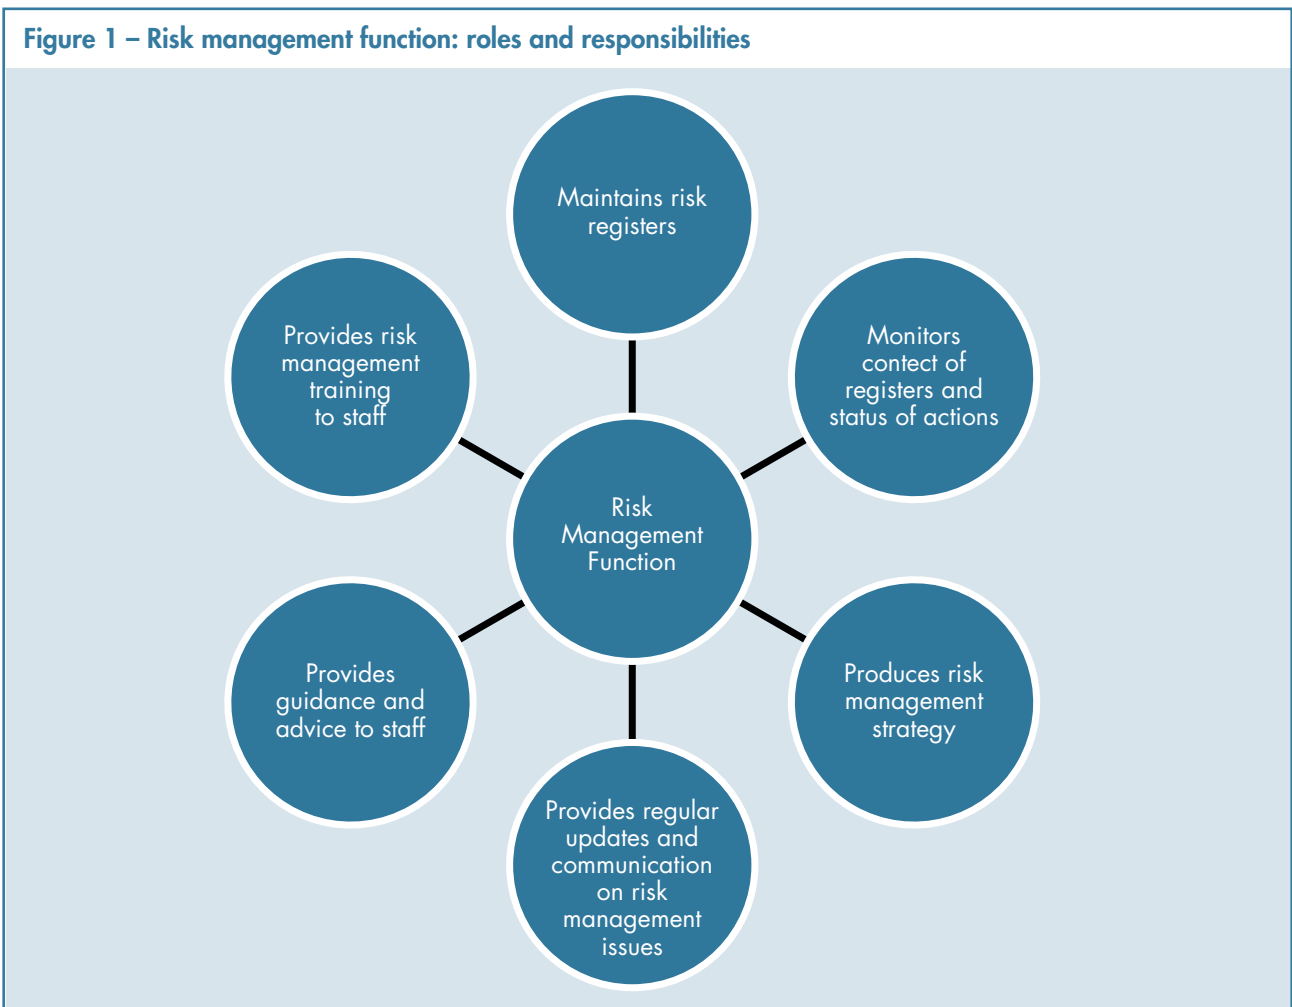 Figure 1 – Risk management function: roles and responsibilities
Maintains risk
registers
Monitors
contect of
registers and
status of actions
Produces risk
management
strategy
Provides regular
updates and
communication
on risk
management
issues
Provides
guidance and
advice to staff
Provides risk
management
training
to staff
Risk
Management
Function